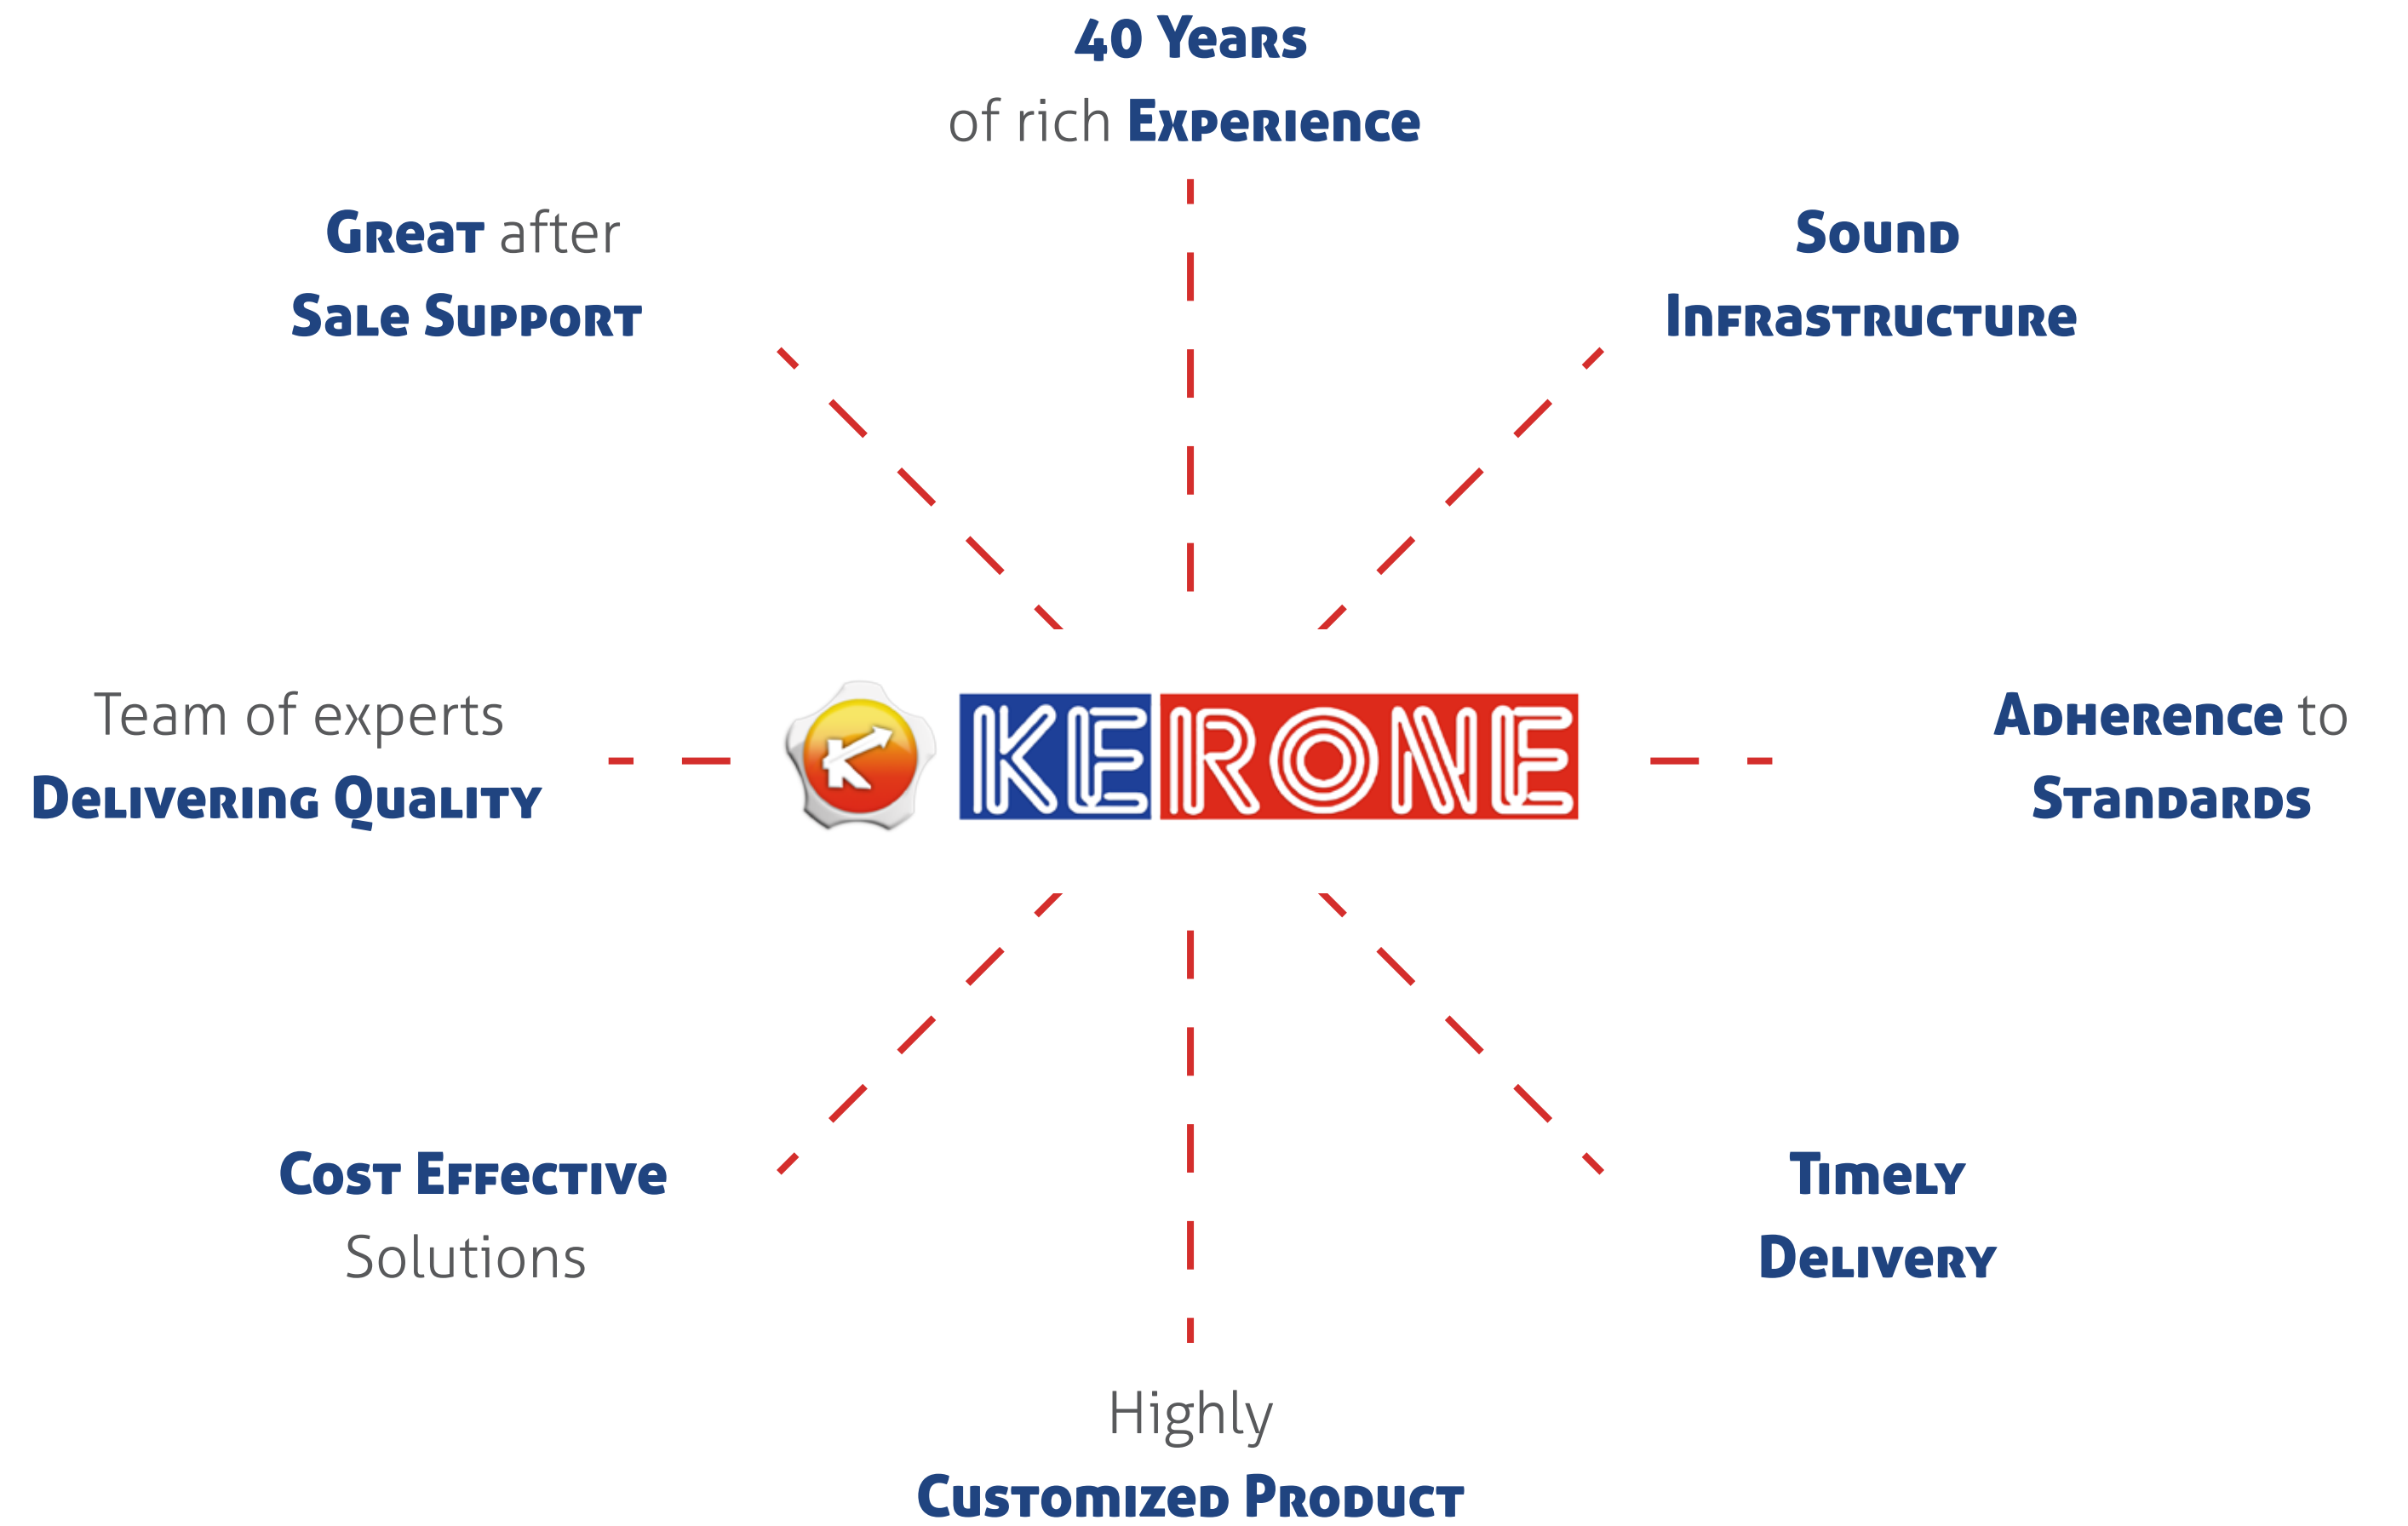 40 Years
of rich Experience
Great after
Sale Support
Sound
Infrastructure
Team of experts
Delivering Quality
K KERONE
Adherence to
Standards
Cost Effective
Solutions
Timely
Delivery
Highly
Customized Product